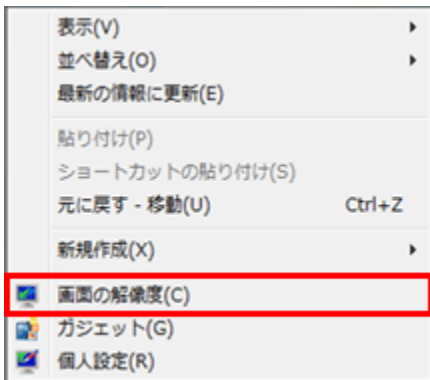 表示(V)
並べ替え(O)
最新の情報に更新(E)
貼り付け(P)
ショートカットの貼り付け(S)
元に戻す - 移動(U) Ctrl+Z
新規作成(X)
画面の解像度(C)
ガジェット(G)
個人設定(R)